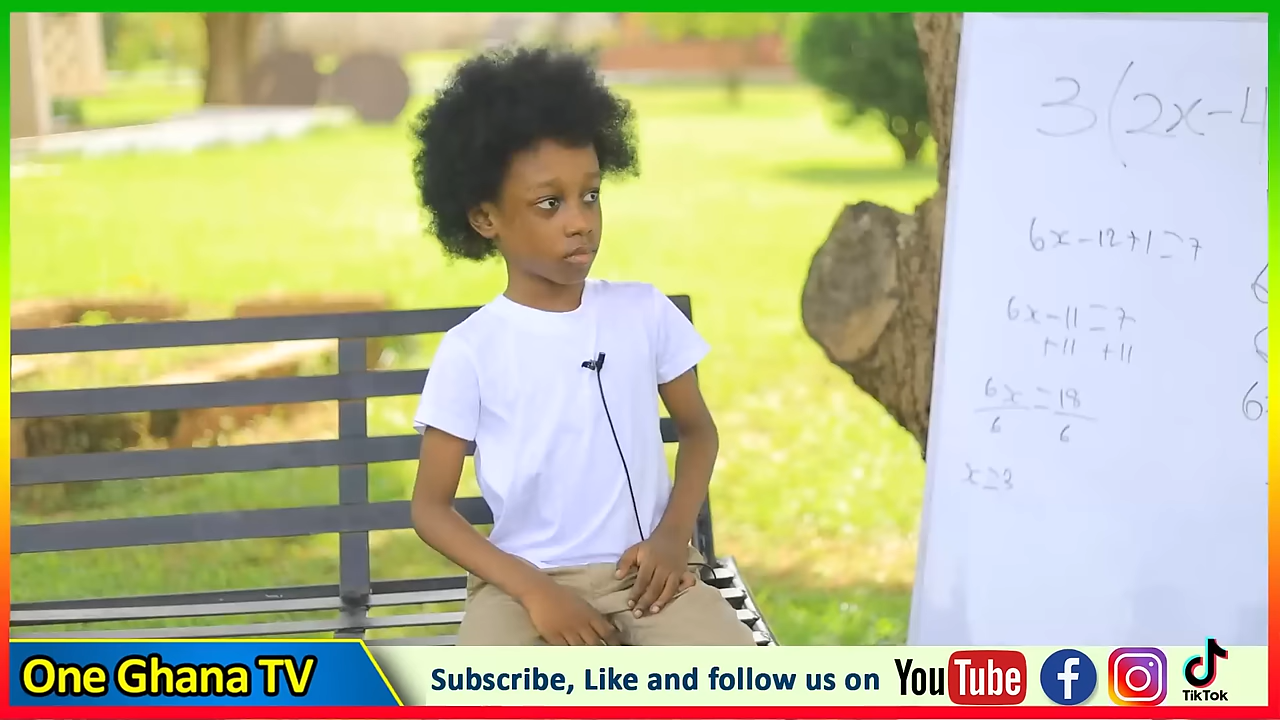 3(2x-4
6x-12+1=7
6x-11=7
+11 +11
6x=18
6 6
x=3
6
One Ghana TV
Subscribe, Like and follow us on YouTube
TikTok